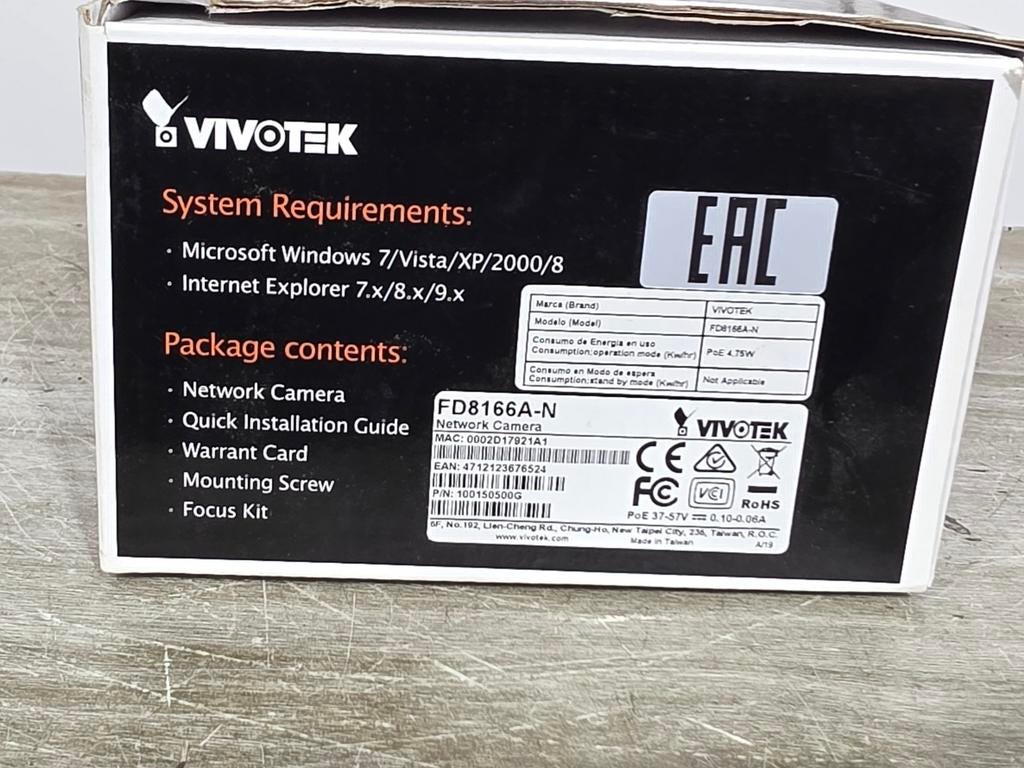 VIVOTEK
System Requirements:
· Microsoft Windows 7/Vista/XP/2000/8
· Internet Explorer 7.x/8.x/9.x
Package contents:
· Network Camera
· Quick Installation Guide
· Warrant Card
· Mounting Screw
· Focus Kit
EAC
Marca (Brand) VIVOTEK
Modelo (Model) FD8166A-N
Consumo de Energia en uso
Consumption;operation mode (Kw/hr) PoE 4.75W
Consumo en Modo de espera
Consumption;stand by mode (Kw/hr) Not Applicable
FD8166A-N
Network Camera
VIVOTEK
MAC: 0002D17921A1
EAN: 4712123676524
P/N: 100150500G
CE
FC
VCI
RoHS
PoE 37-57V 0.10-0.06A
6F, No.192, Lien-Cheng Rd., Chung-Ho, New Taipei City, 235, Taiwan, R.O.C.
www.vivotek.com Made in Taiwan A/19